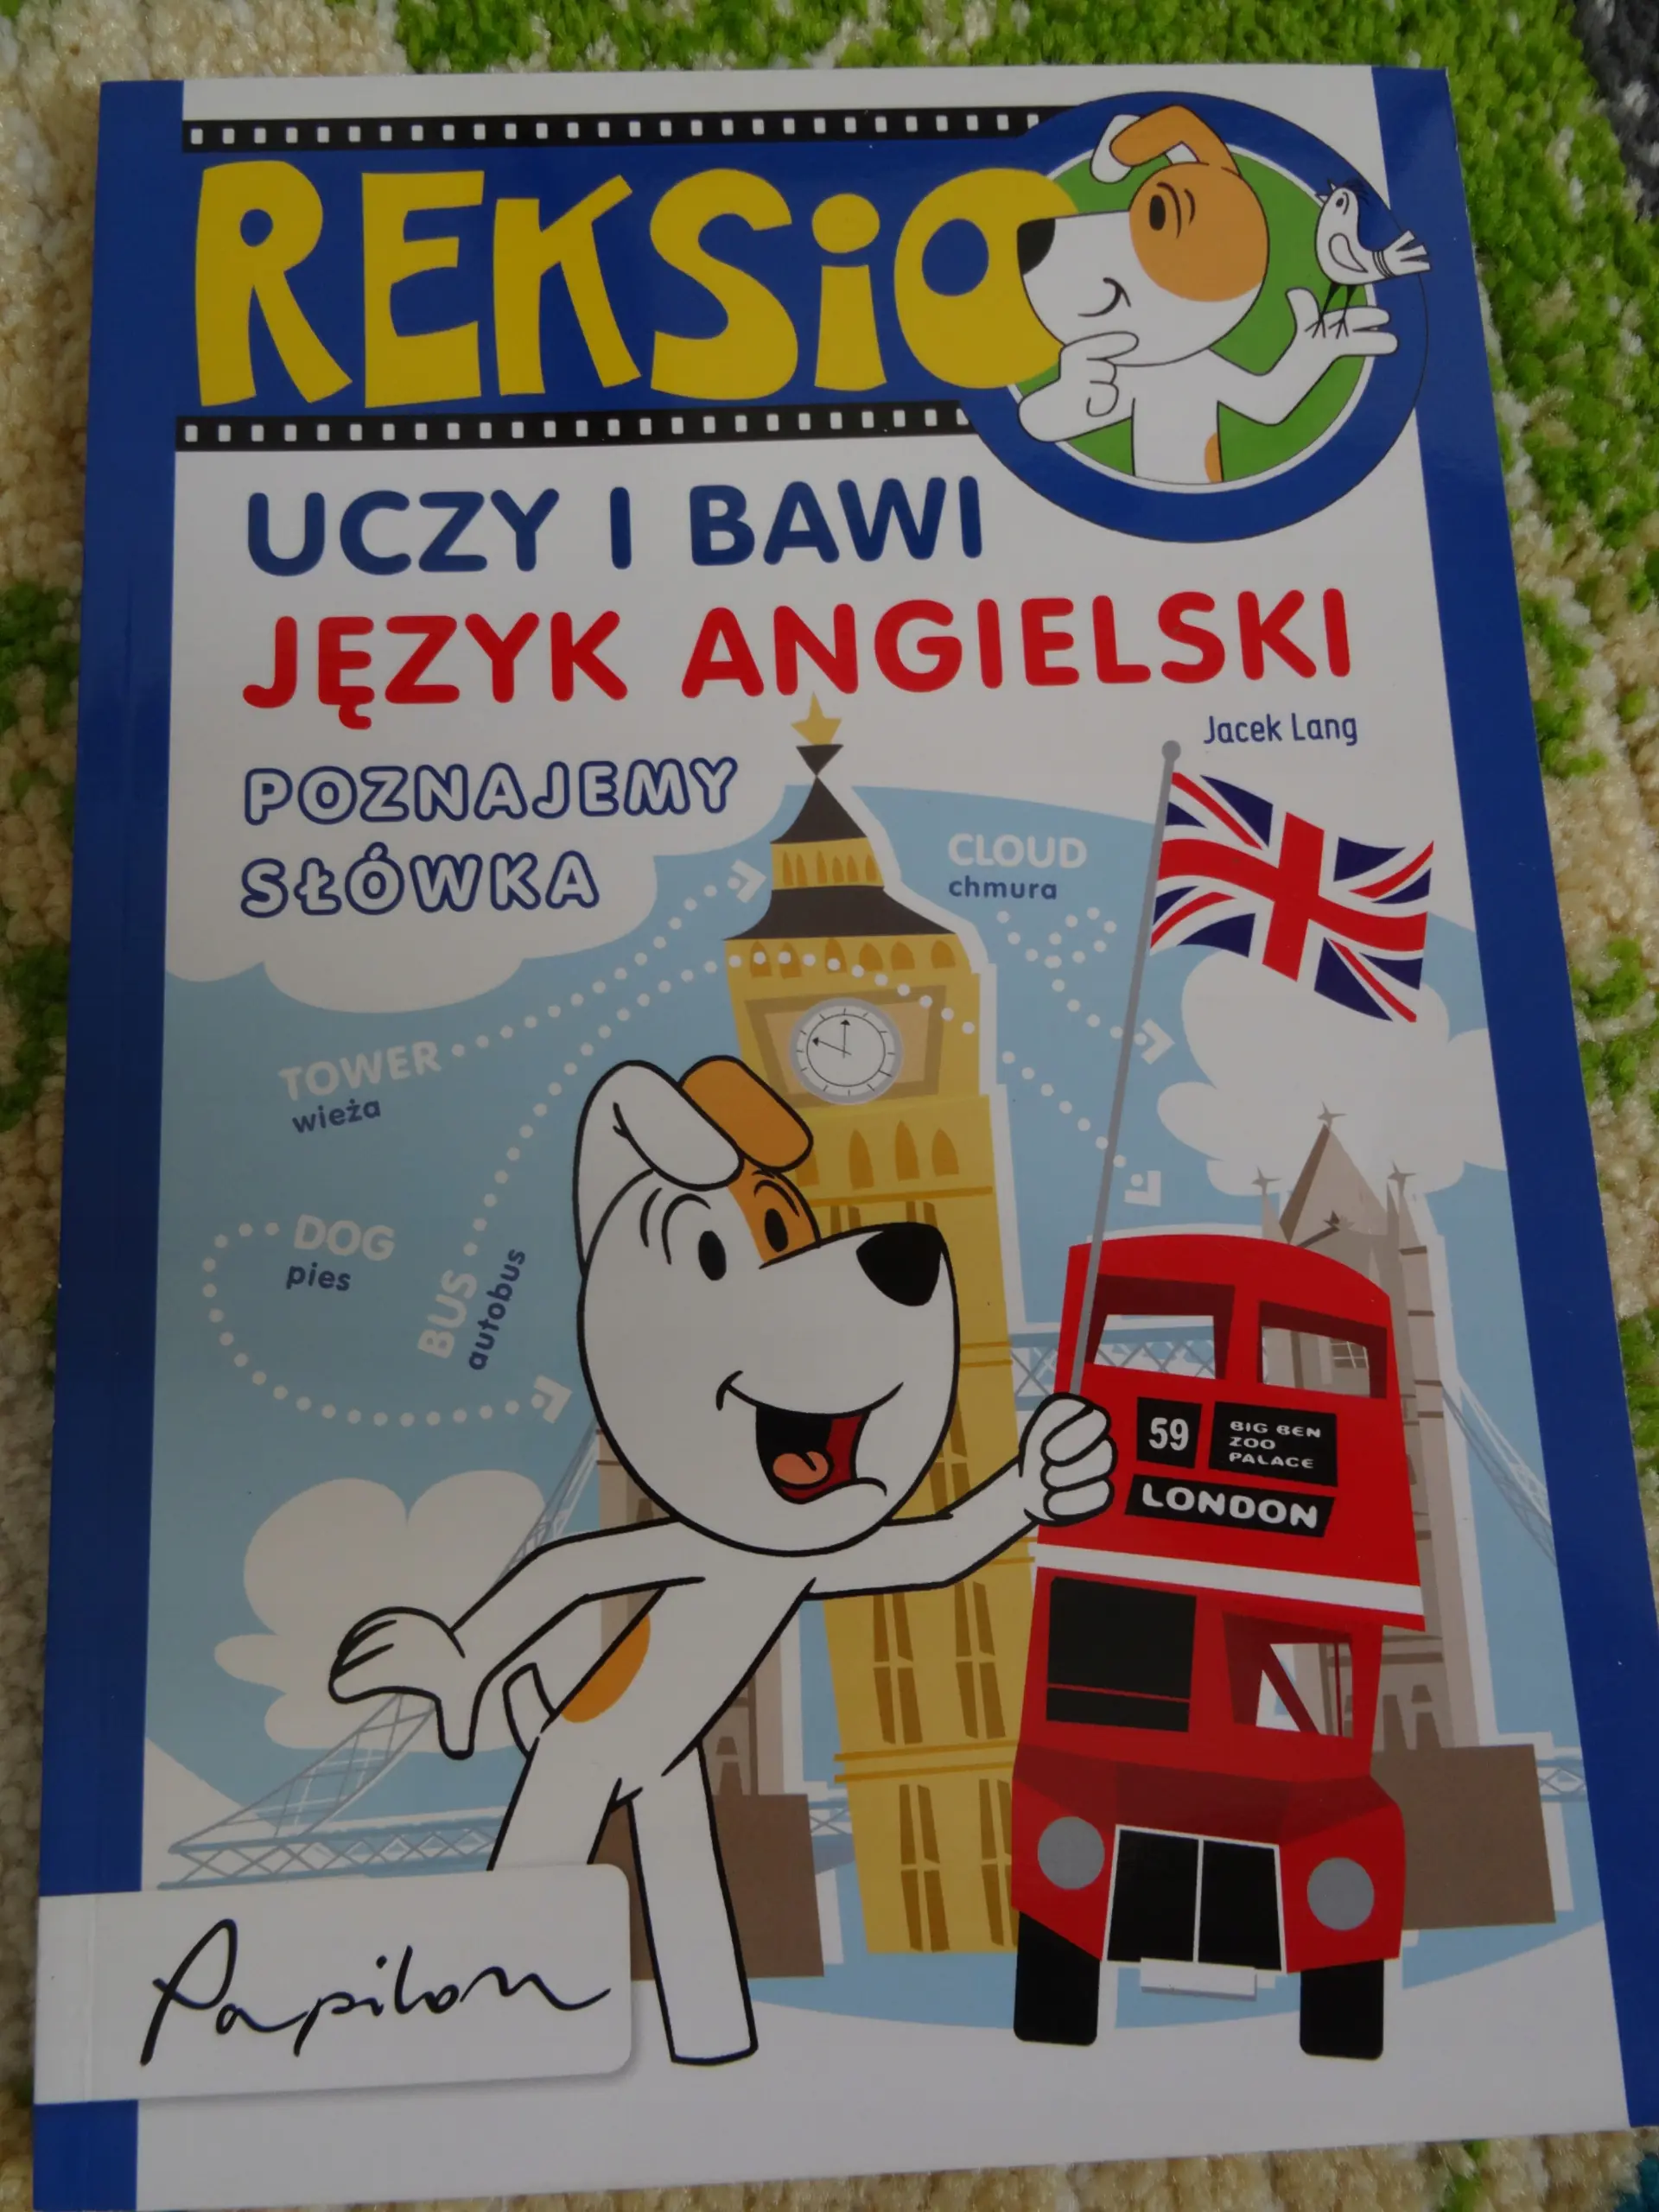 REKSiO
UCZY I BAWI
JĘZYK ANGIELSKI
Jacek Lang
POZNAJEMY
SŁÓWKA
CLOUD
chmura
TOWER
wieża
DOG
pies
BUS
autobus
59
BIG BEN
ZOO
PALACE
LONDON
Papilon